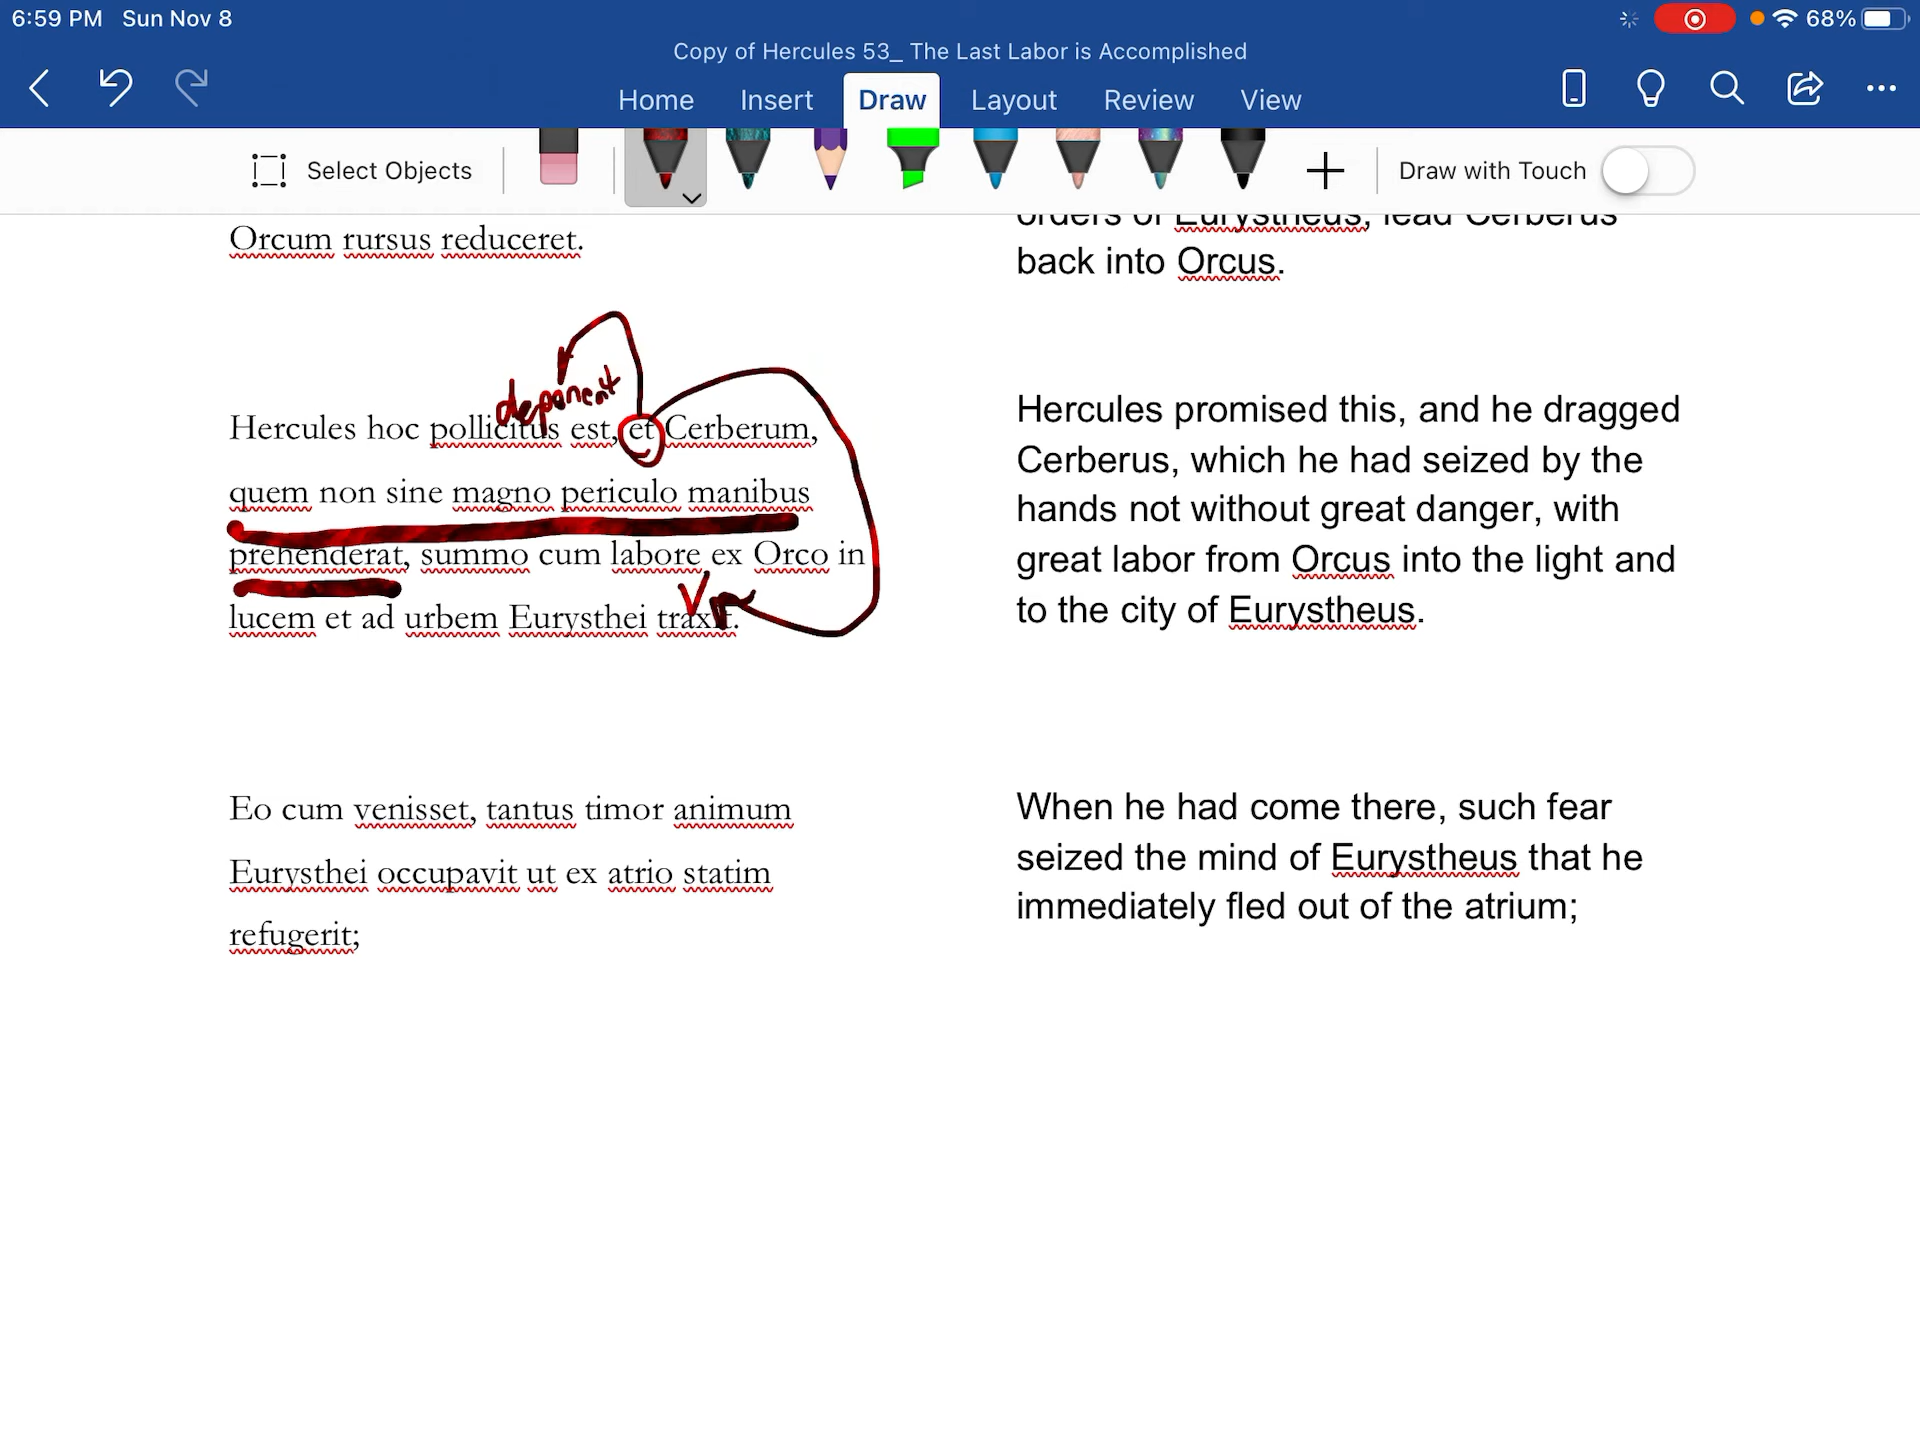 6:59 PM Sun Nov 8
68%
Copy of Hercules 53_ The Last Labor is Accomplished
Home Insert Draw Layout Review View
Select Objects
Draw with Touch
Orcum rursus reduceret.
orders of Eurystheus, lead Cerberus
back into Orcus.
deponent
Hercules hoc pollicitus est, et Cerberum,
quem non sine magno periculo manibus
prehenderat, summo cum labore ex Orco in
V
lucem et ad urbem Eurysthei traxit.
Hercules promised this, and he dragged
Cerberus, which he had seized by the
hands not without great danger, with
great labor from Orcus into the light and
to the city of Eurystheus.
Eo cum venisset, tantus timor animum
Eurysthei occupavit ut ex atrio statim
refugerit;
When he had come there, such fear
seized the mind of Eurystheus that he
immediately fled out of the atrium;